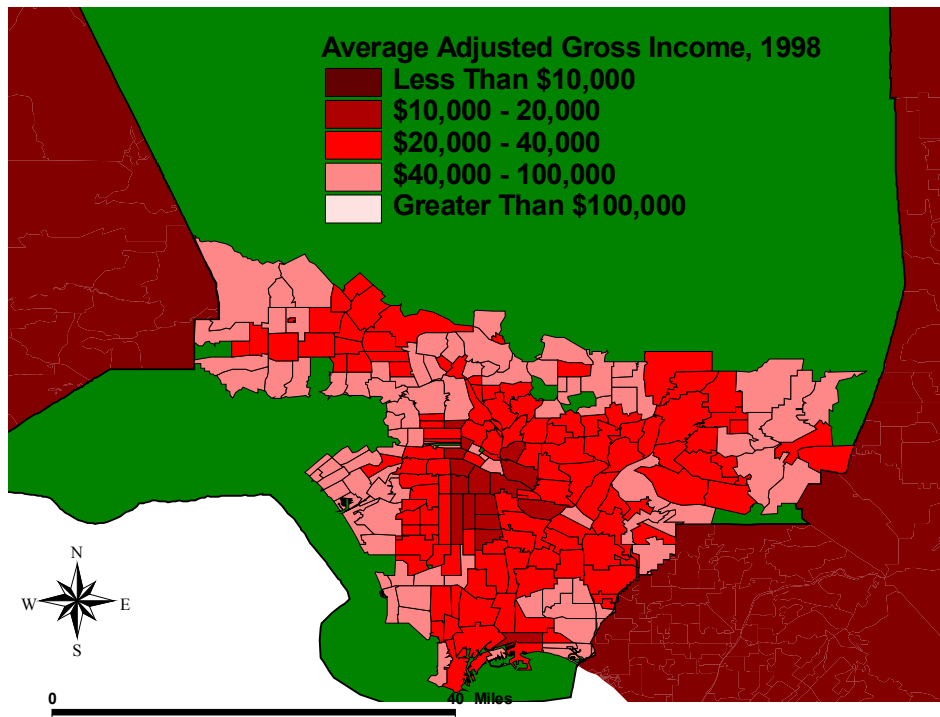 Average Adjusted Gross Income, 1998
Less Than $10,000
$10,000 - 20,000
$20,000 - 40,000
$40,000 - 100,000
Greater Than $100,000
N
W E
S
0 40 Miles